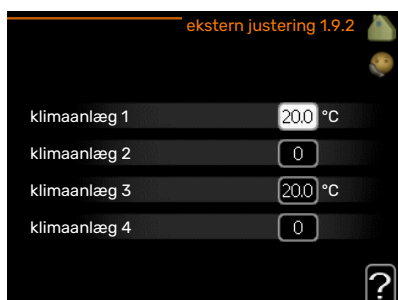 ekstern justering 1.9.2
klimaanlæg 1 20.0 °C
klimaanlæg 2 0
klimaanlæg 3 20.0 °C
klimaanlæg 4 0
?